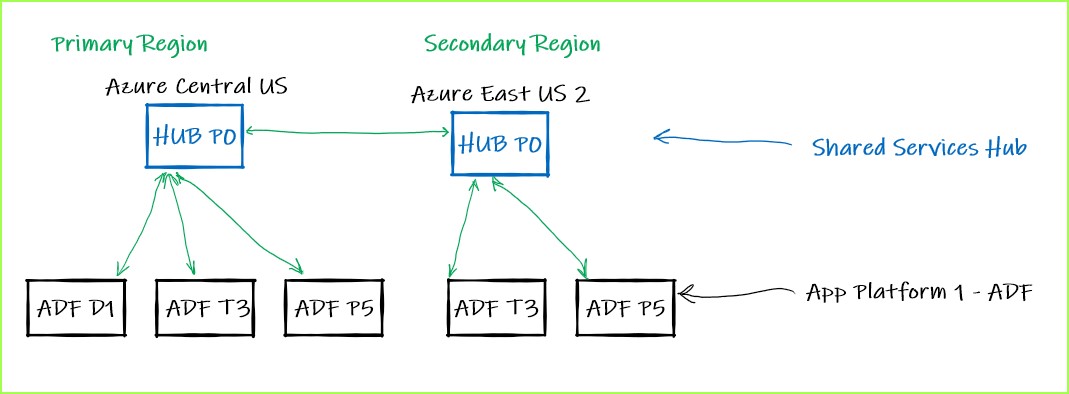 Primary Region
Secondary Region
Azure Central US
Azure East US 2
HUB P0
HUB P0
Shared Services Hub
ADF D1
ADF T3
ADF P5
ADF T3
ADF P5
App Platform 1 - ADF